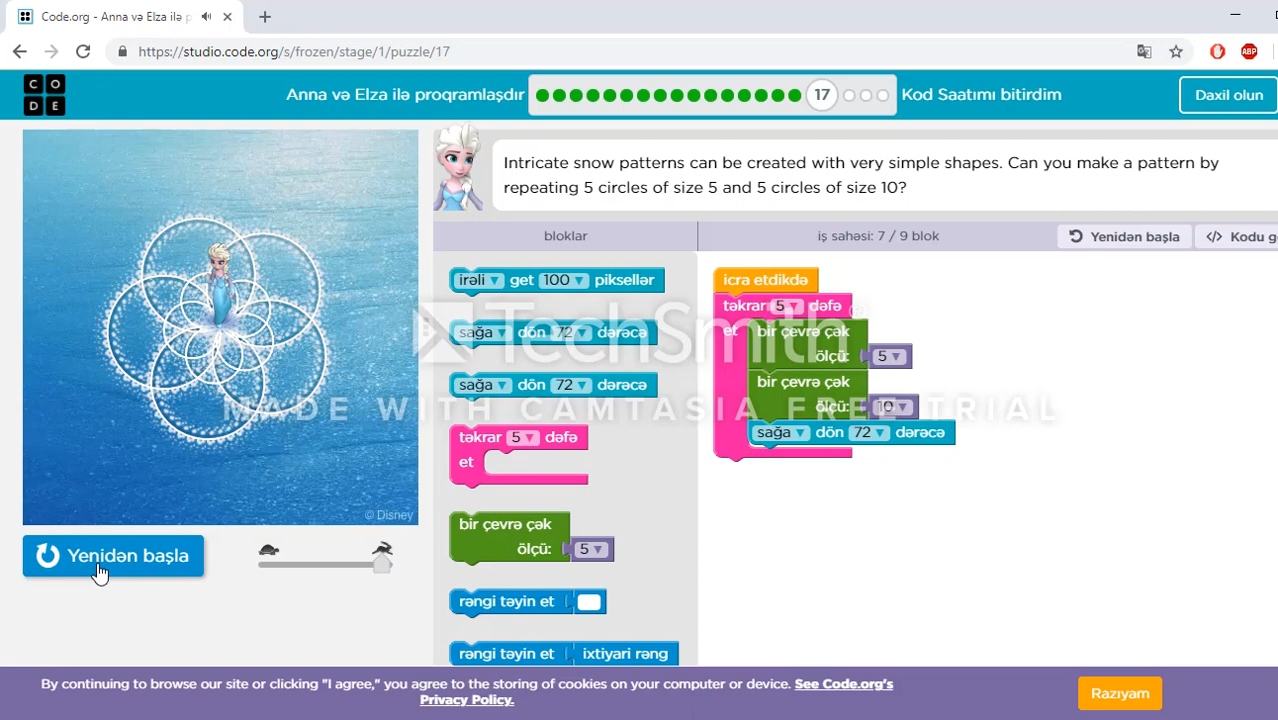 Code.org - Anna və Elza ilə p
https://studio.code.org/s/frozen/stage/1/puzzle/17
ABP
C O
D E
Anna və Elza ilə proqramlaşdır
17
Kod Saatımı bitirdim
Daxil olun
Intricate snow patterns can be created with very simple shapes. Can you make a pattern by
repeating 5 circles of size 5 and 5 circles of size 10?
bloklar
iş sahəsi: 7 / 9 blok
Yenidən başla
</> Kodu g
irəli get 100 piksellər
sağa dön 72 dərəcə
sağa dön 72 dərəcə
təkrar 5 dəfə
et
bir çevrə çək
ölçü: 5
rəngi təyin et
rəngi təyin et ixtiyari rəng
icra etdikdə
təkrar 5 dəfə
et bir çevrə çək
ölçü: 5
bir çevrə çək
ölçü: 10
sağa dön 72 dərəcə
TechSmith
MADE WITH CAMTASIA FREE TRIAL
© Disney
Yenidən başla
By continuing to browse our site or clicking "I agree," you agree to the storing of cookies on your computer or device. See Code.org's
Privacy Policy.
Razıyam